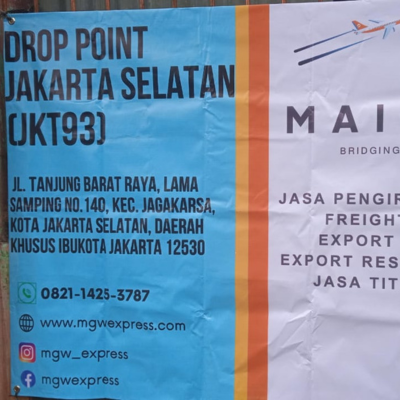 DROP POINT
JAKARTA SELATAN
(JKT93)
JL. TANJUNG BARAT RAYA, LAMA
SAMPING NO.140, KEC. JAGAKARSA,
KOTA JAKARTA SELATAN, DAERAH
KHUSUS IBUKOTA JAKARTA 12530
0821-1425-3787
www.mgwexpress.com
mgw_express
mgwexpress
MAI
BRIDGING
JASA PENGIR
FREIGHT
EXPORT
EXPORT RES
JASA TIT